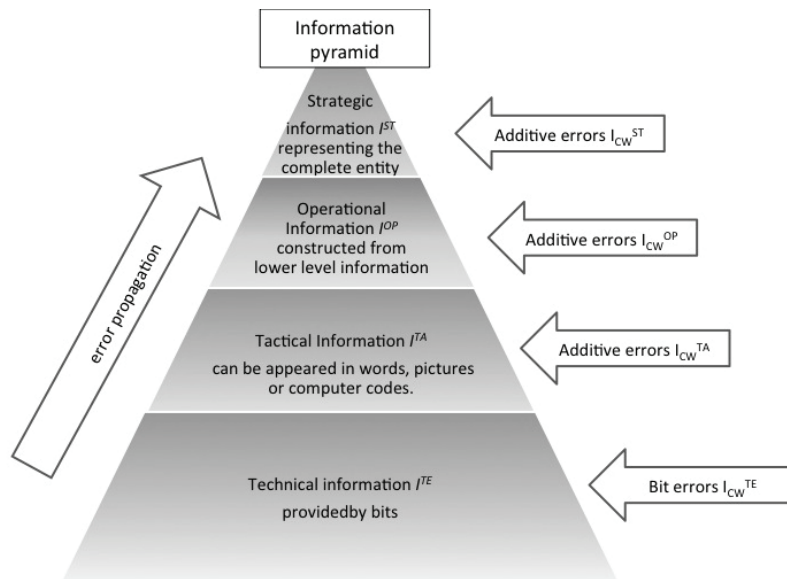 Information
pyramid
Strategic
information I^ST
representing the
complete entity
Additive errors I_CW^ST
Operational
Information I^OP
constructed from
lower level information
Additive errors I_CW^OP
error propagation
Tactical Information I^TA
can be appeared in words, pictures
or computer codes.
Additive errors I_CW^TA
Technical information I^TE
providedby bits
Bit errors I_CW^TE